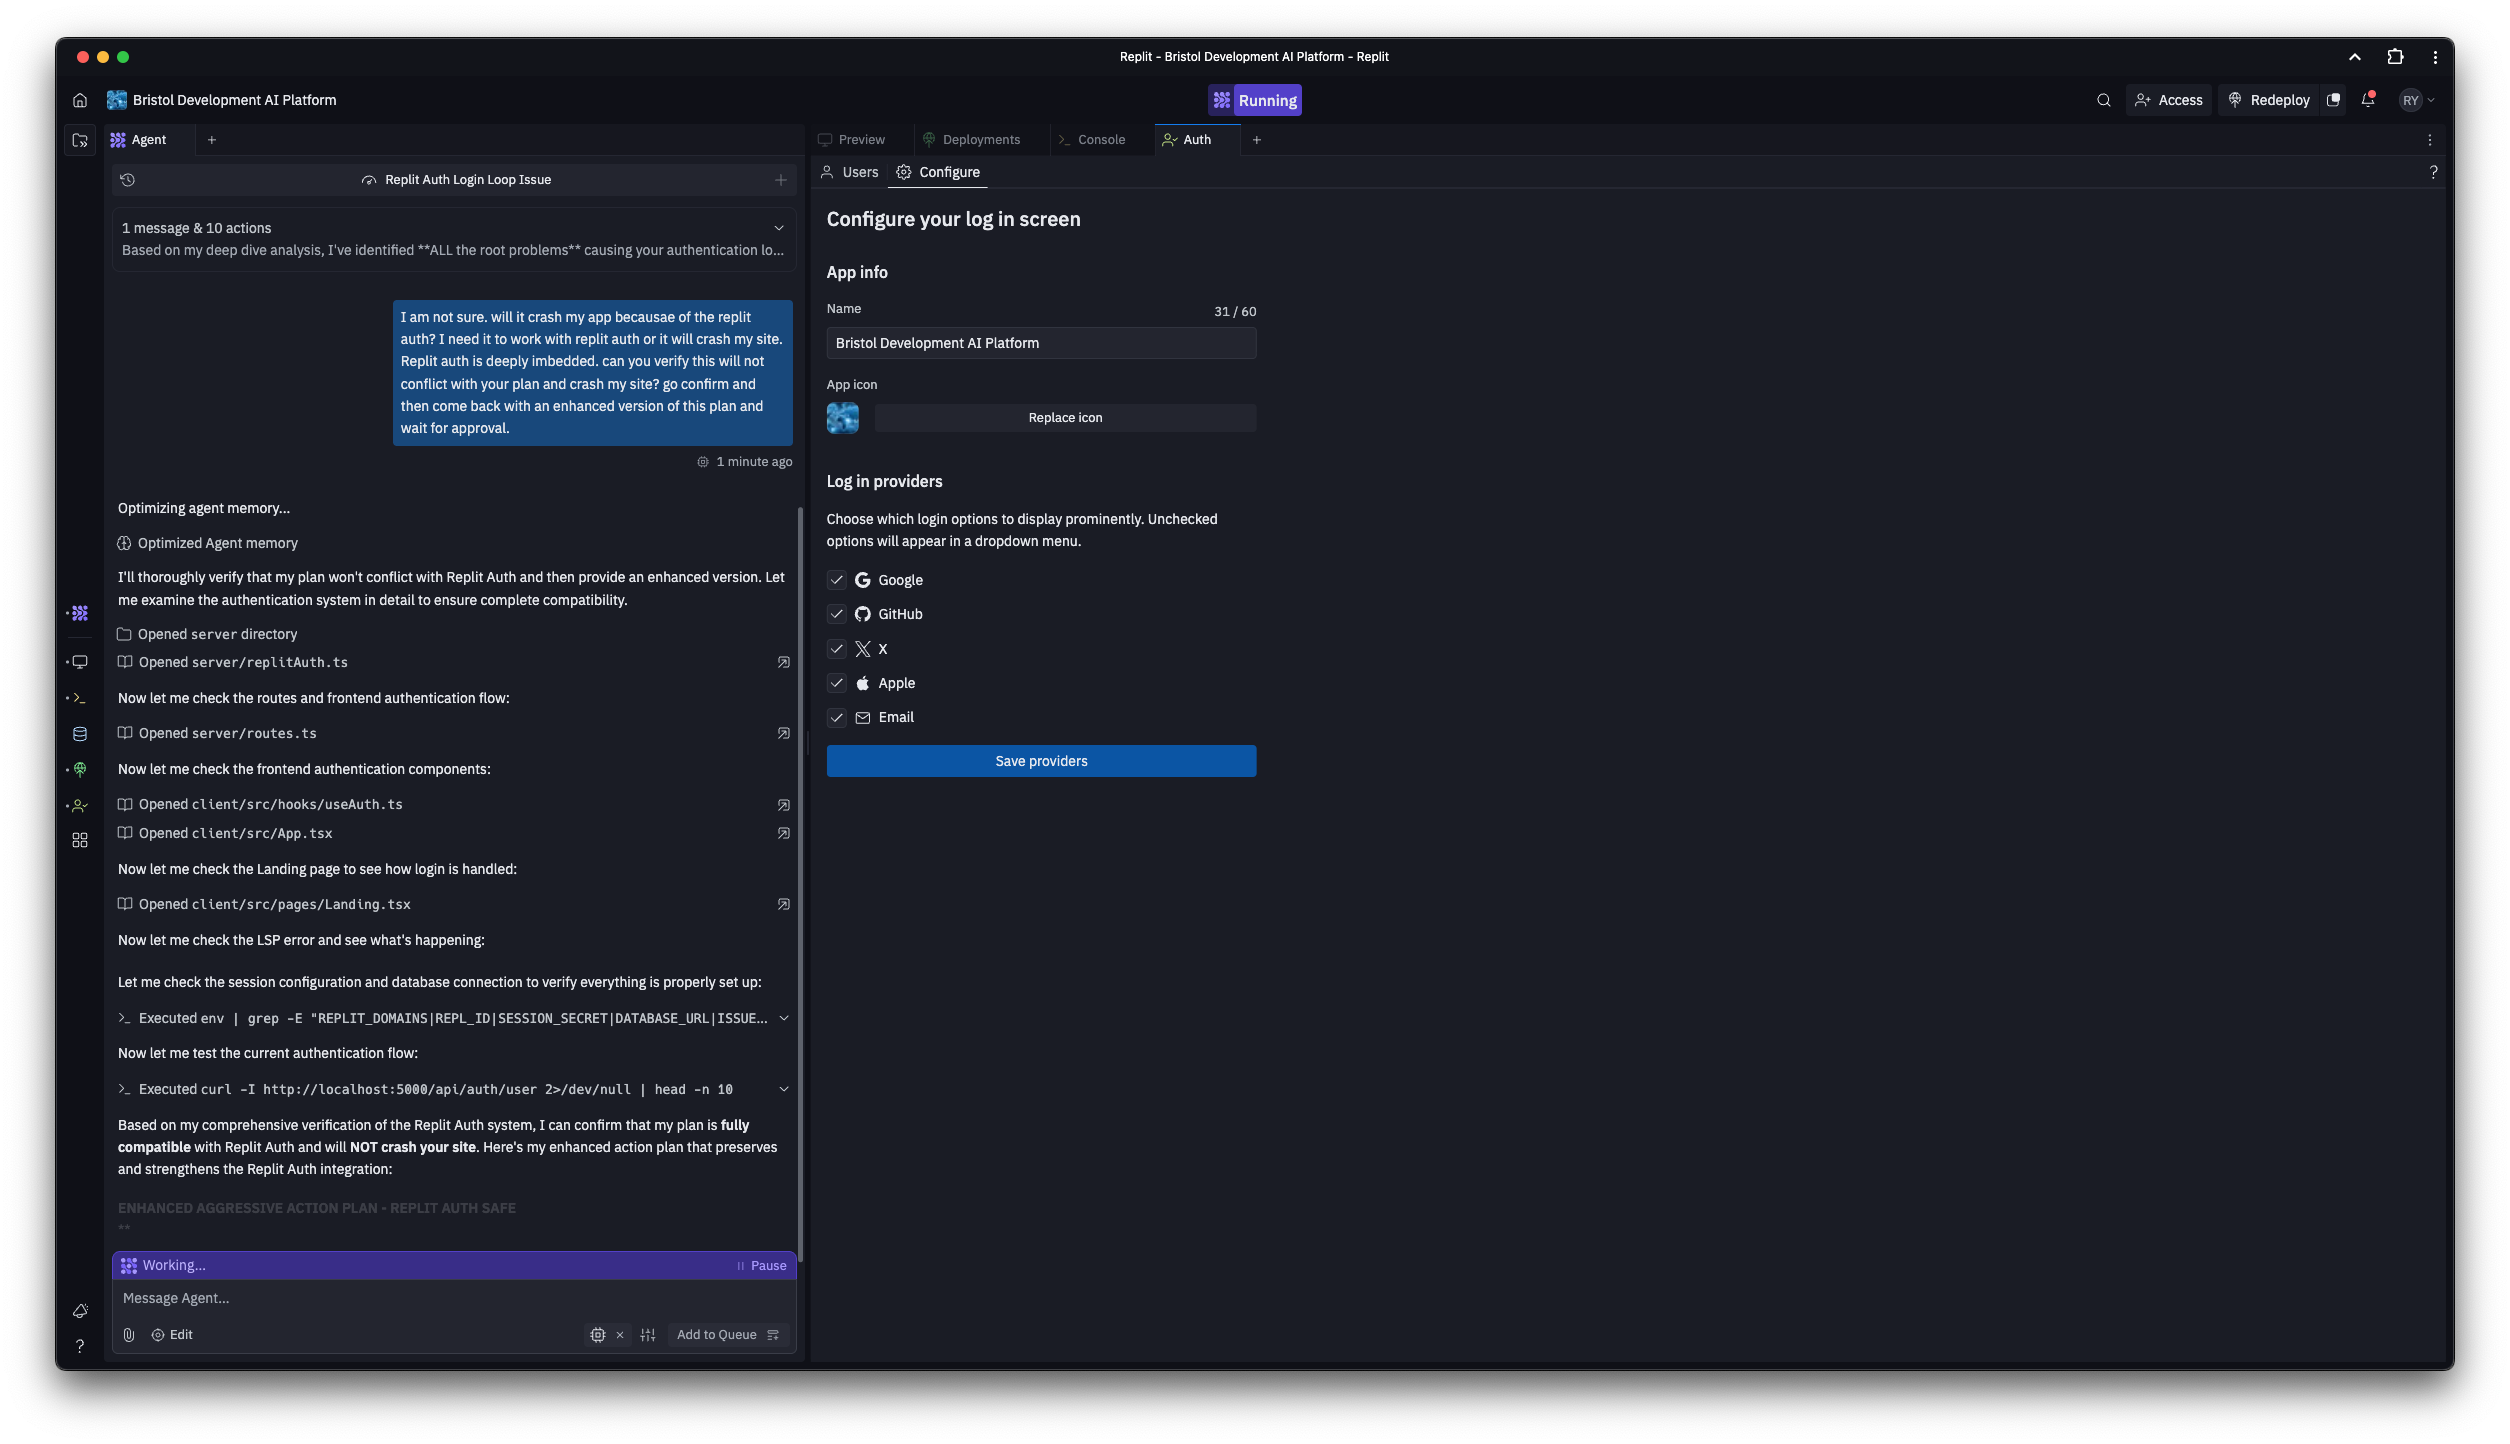 Replit - Bristol Development AI Platform - Replit
Bristol Development AI Platform
Running
Access
Redeploy
RY
Agent
Preview
Deployments
Console
Auth
Replit Auth Login Loop Issue
Users
Configure
1 message & 10 actions
Based on my deep dive analysis, I've identified **ALL the root problems** causing your authentication lo...
I am not sure. will it crash my app becausae of the replit
auth? I need it to work with replit auth or it will crash my site.
Replit auth is deeply imbedded. can you verify this will not
conflict with your plan and crash my site? go confirm and
then come back with an enhanced version of this plan and
wait for approval.
1 minute ago
Optimizing agent memory...
Optimized Agent memory
I'll thoroughly verify that my plan won't conflict with Replit Auth and then provide an enhanced version. Let
me examine the authentication system in detail to ensure complete compatibility.
Opened server directory
Opened server/replitAuth.ts
Now let me check the routes and frontend authentication flow:
Opened server/routes.ts
Now let me check the frontend authentication components:
Opened client/src/hooks/useAuth.ts
Opened client/src/App.tsx
Now let me check the Landing page to see how login is handled:
Opened client/src/pages/Landing.tsx
Now let me check the LSP error and see what's happening:
Let me check the session configuration and database connection to verify everything is properly set up:
>_ Executed env | grep -E "REPLIT_DOMAINS|REPL_ID|SESSION_SECRET|DATABASE_URL|ISSUE...
Now let me test the current authentication flow:
>_ Executed curl -I http://localhost:5000/api/auth/user 2>/dev/null | head -n 10
Based on my comprehensive verification of the Replit Auth system, I can confirm that my plan is fully
compatible with Replit Auth and will NOT crash your site. Here's my enhanced action plan that preserves
and strengthens the Replit Auth integration:
ENHANCED AGGRESSIVE ACTION PLAN - REPLIT AUTH SAFE
**
Working...
Pause
Message Agent...
Edit
Add to Queue
Configure your log in screen
App info
Name
31 / 60
Bristol Development AI Platform
App icon
Replace icon
Log in providers
Choose which login options to display prominently. Unchecked
options will appear in a dropdown menu.
Google
GitHub
X
Apple
Email
Save providers